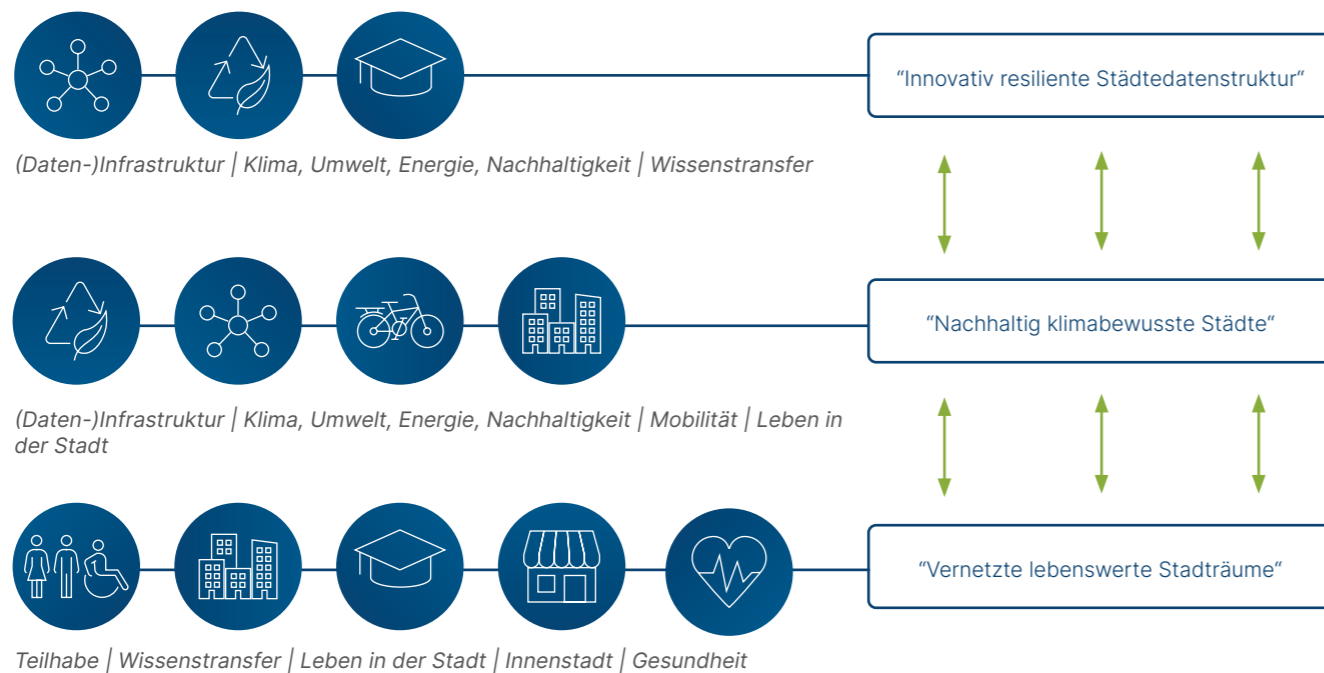 “Innovativ resiliente Städtedatenstruktur“
(Daten-)Infrastruktur | Klima, Umwelt, Energie, Nachhaltigkeit | Wissenstransfer
“Nachhaltig klimabewusste Städte“
(Daten-)Infrastruktur | Klima, Umwelt, Energie, Nachhaltigkeit | Mobilität | Leben in
der Stadt
“Vernetzte lebenswerte Stadträume“
Teilhabe | Wissenstransfer | Leben in der Stadt | Innenstadt | Gesundheit